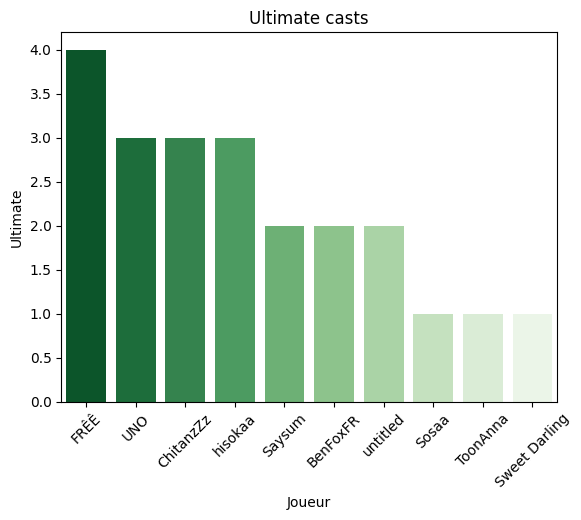 Ultimate casts
Ultimate
4.0
3.5
3.0
2.5
2.0
1.5
1.0
0.5
0.0
FRÊÊ
UNO
ChitanzZz
hisokaa
Saysum
BenFoxFR
untitled
Sosaa
ToonAnna
Sweet Darling
Joueur